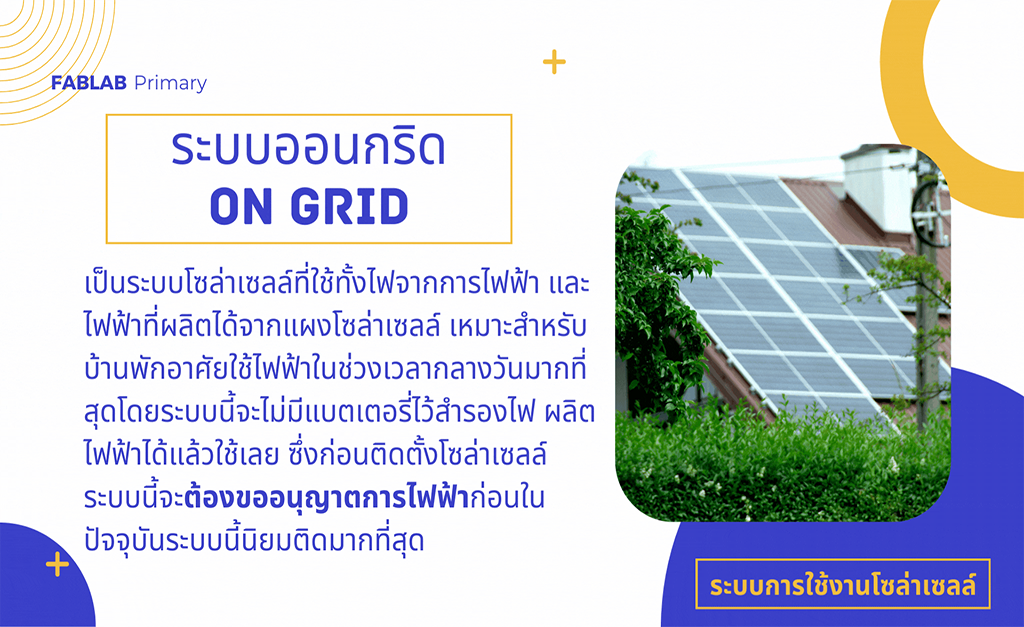 FABLAB Primary
ระบบออนกริด
ON GRID
เป็นระบบโซล่าเซลล์ที่ใช้ทั้งไฟจากการไฟฟ้า และ
ไฟฟ้าที่ผลิตได้จากแผงโซล่าเซลล์ เหมาะสำหรับ
บ้านพักอาศัยใช้ไฟฟ้าในช่วงเวลากลางวันมากที่
สุดโดยระบบนี้จะไม่มีแบตเตอรี่ไว้สำรองไฟ ผลิต
ไฟฟ้าได้แล้วใช้เลย ซึ่งก่อนติดตั้งโซล่าเซลล์
ระบบนี้จะต้องขออนุญาตการไฟฟ้าก่อนใน
ปัจจุบันระบบนี้นิยมติดมากที่สุด
ระบบการใช้งานโซล่าเซลล์